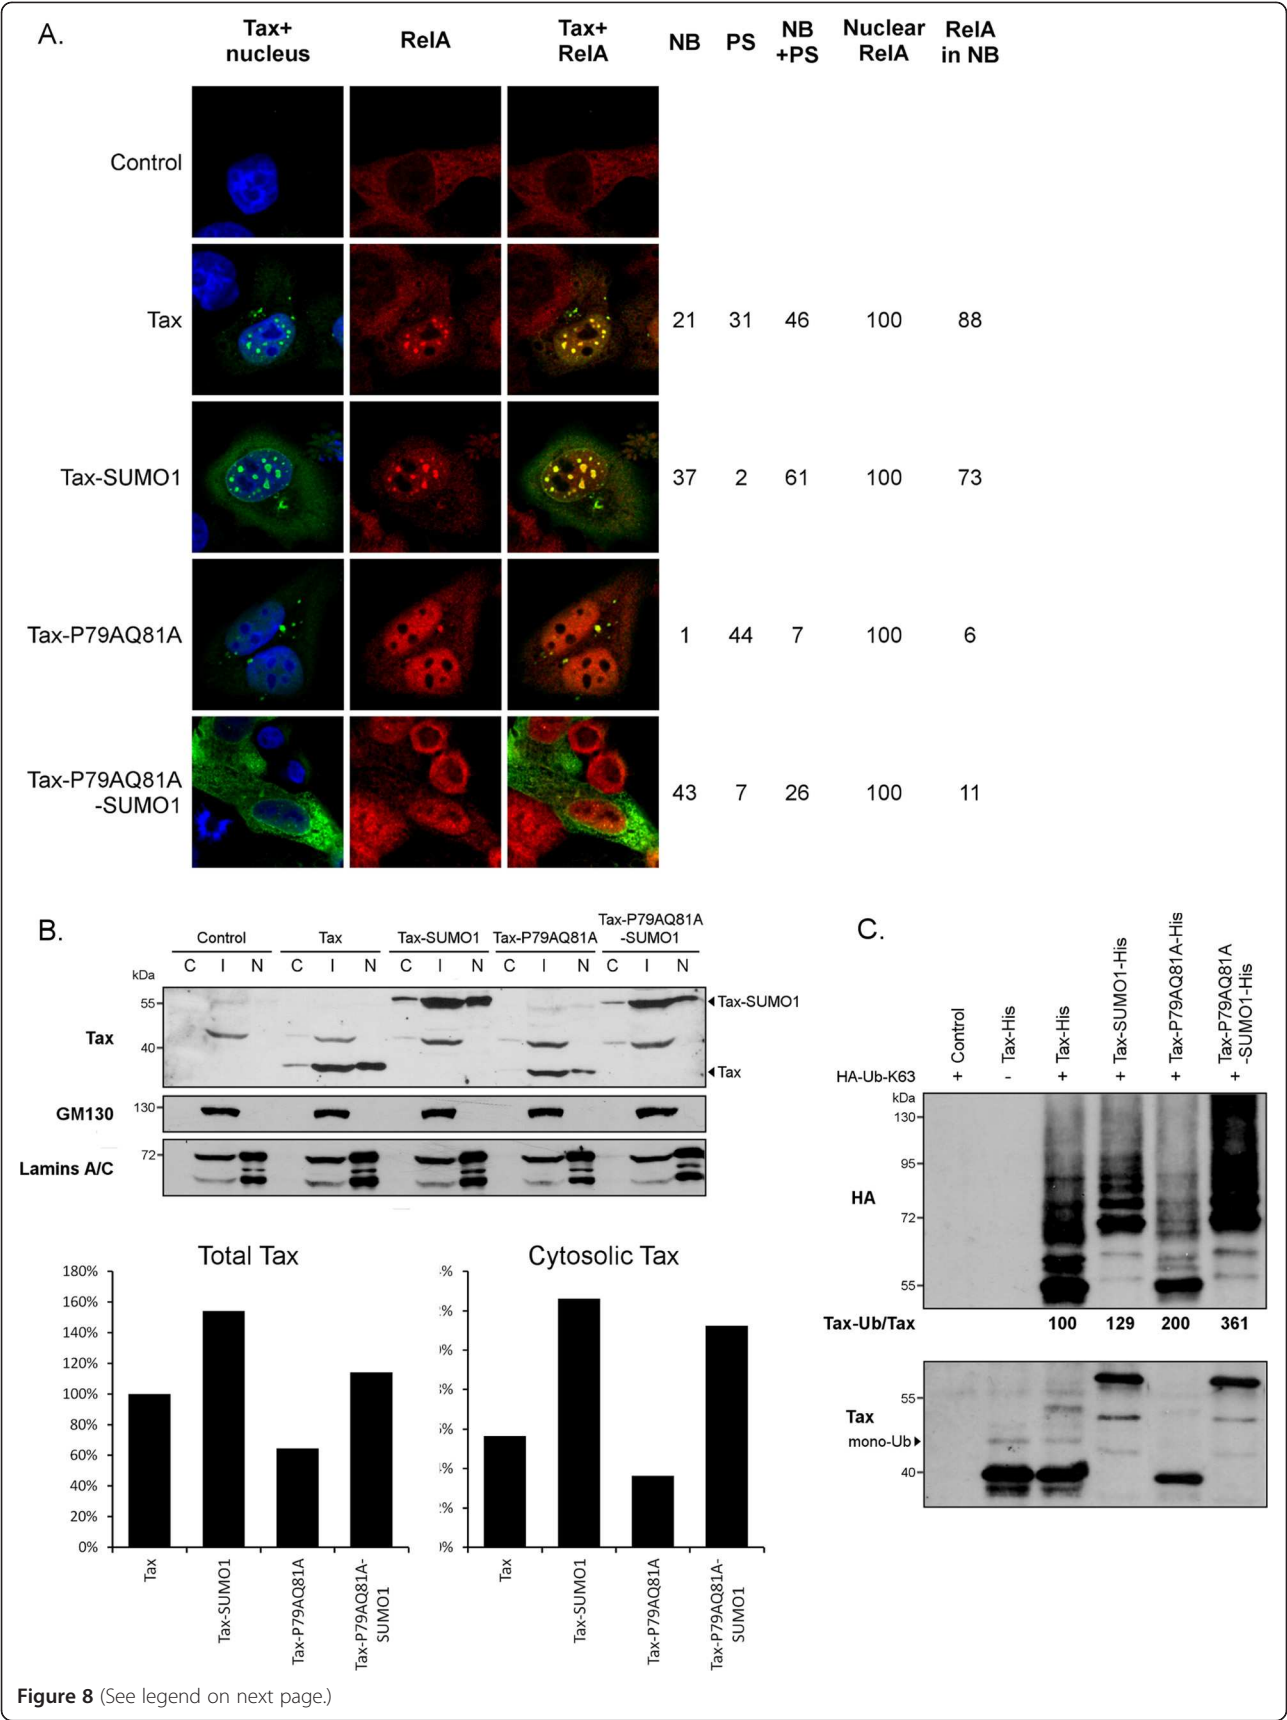 A.
Tax+ nucleus
RelA
Tax+ RelA
NB
PS
NB +PS
Nuclear RelA
RelA in NB
Control
Tax 21 31 46 100 88
Tax-SUMO1 37 2 61 100 73
Tax-P79AQ81A 1 44 7 100 6
Tax-P79AQ81A -SUMO1 43 7 26 100 11
B.
Control
Tax
Tax-SUMO1
Tax-P79AQ81A
Tax-P79AQ81A -SUMO1
C I N C I N C I N C I N C I N
kDa
55
Tax
40
Tax-SUMO1
Tax
GM130
130
Lamins A/C
72
Total Tax
180%
160%
140%
120%
100%
80%
60%
40%
20%
0%
Tax
Tax-SUMO1
Tax-P79AQ81A
Tax-P79AQ81A-
SUMO1
Cytosolic Tax
Tax
Tax-SUMO1
Tax-P79AQ81A
Tax-P79AQ81A-
SUMO1
C.
Control
Tax-His
Tax-His
Tax-SUMO1-His
Tax-P79AQ81A-His
Tax-P79AQ81A
-SUMO1-His
HA-Ub-K63 + - + + + +
kDa
130
95
HA
72
55
Tax-Ub/Tax 100 129 200 361
55
Tax
mono-Ub
40
Figure 8 (See legend on next page.)